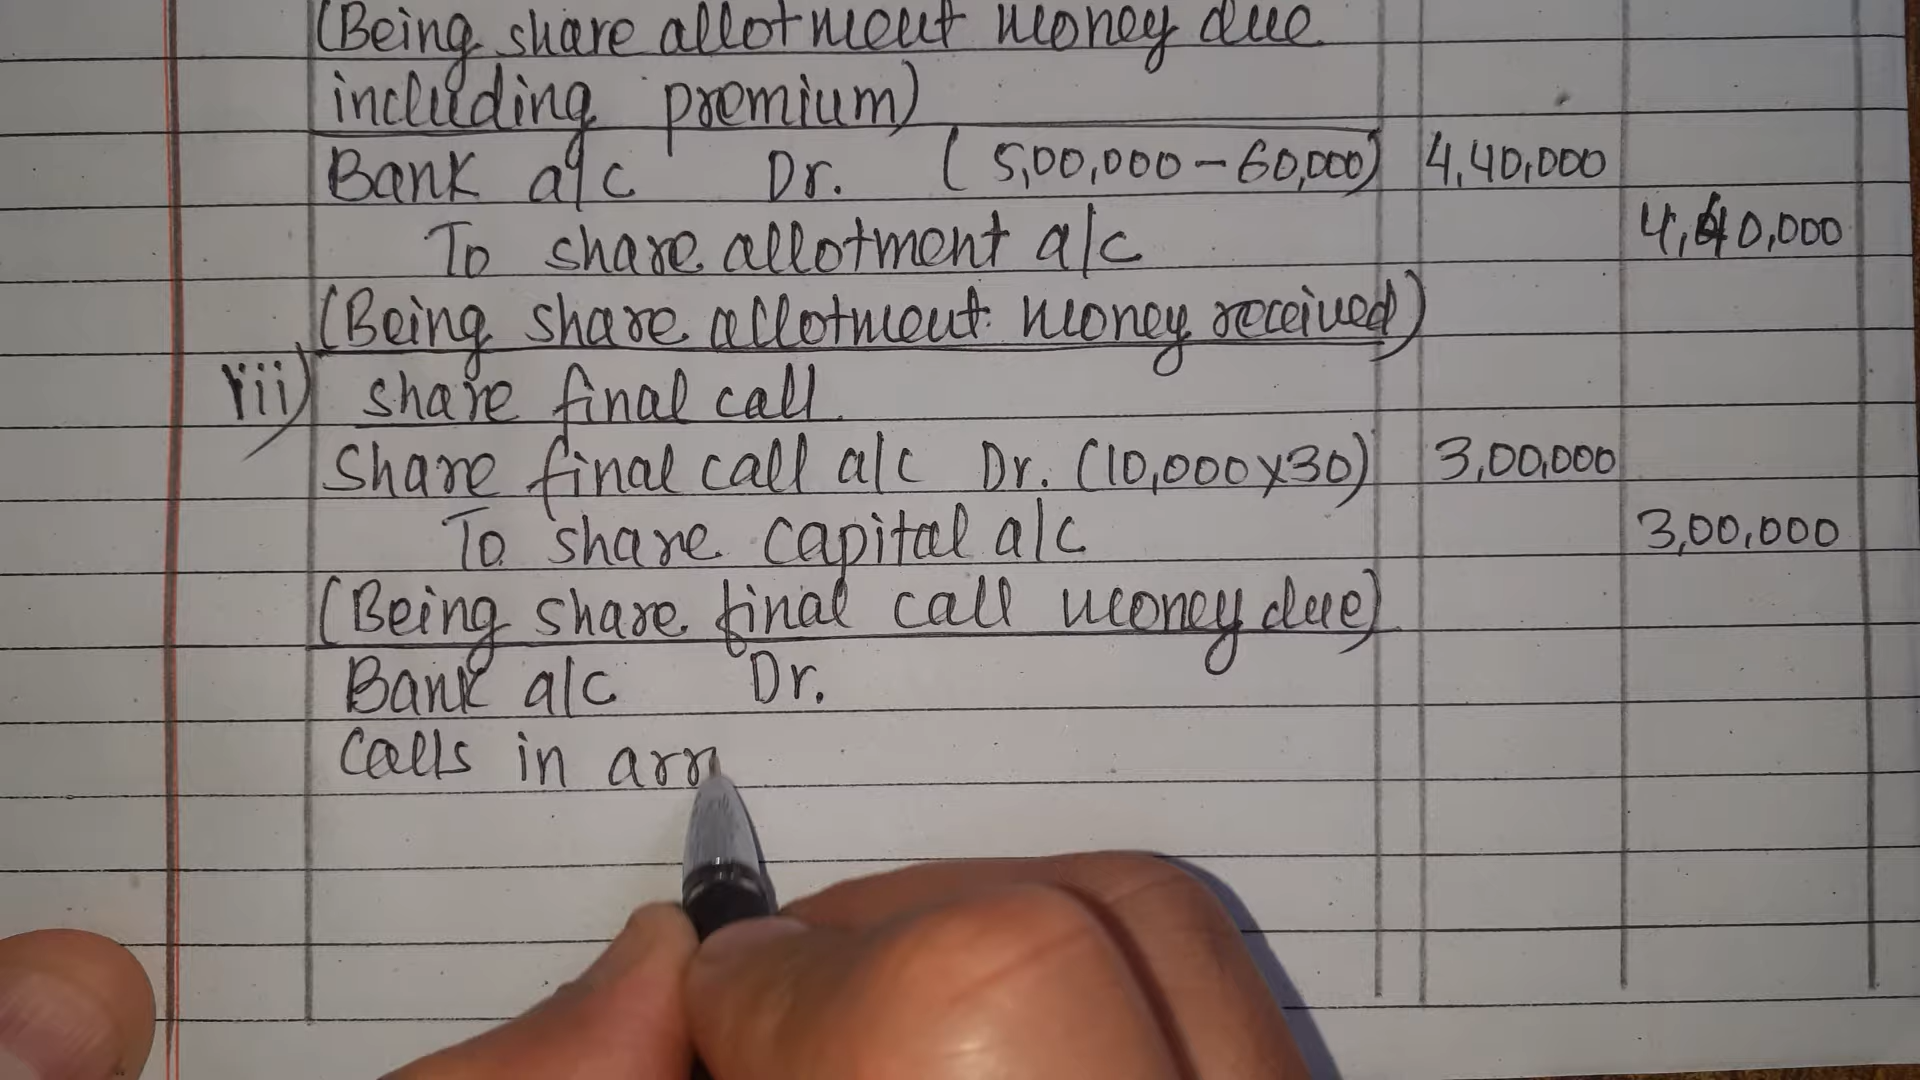 (Being share allotment money due
including premium)
Bank a/c Dr. (5,00,000-60,000) 4,40,000
To share allotment a/c 4,40,000
(Being share allotment money received)
iii) share final call
Share final call a/c Dr. (10,000x30) 3,00,000
To share capital a/c 3,00,000
(Being share final call money due)
Bank a/c Dr.
Calls in arr